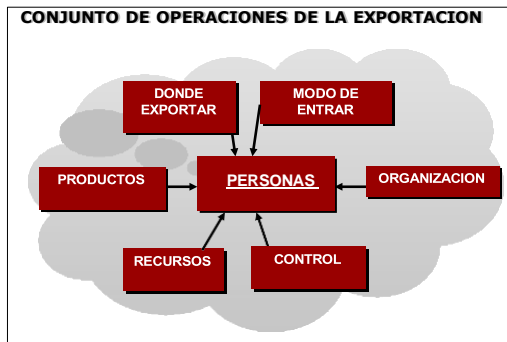 CONJUNTO DE OPERACIONES DE LA EXPORTACION
DONDE
EXPORTAR
MODO DE
ENTRAR
PRODUCTOS
PERSONAS
ORGANIZACION
RECURSOS
CONTROL